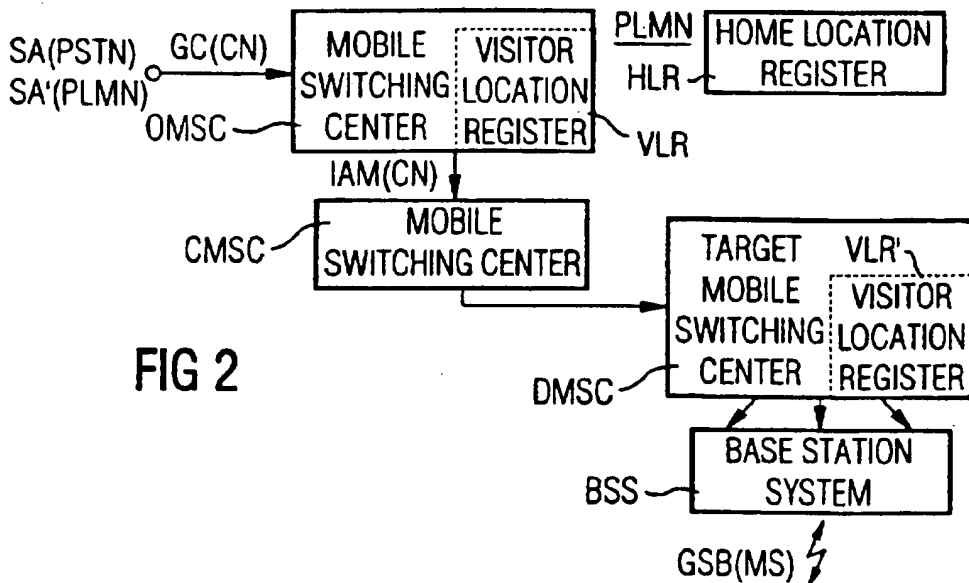 SA(PSTN)
SA'(PLMN)
GC(CN)
OMSC
MOBILE
SWITCHING
CENTER
VISITOR
LOCATION
REGISTER
VLR
PLMN
HLR
HOME LOCATION
REGISTER
IAM(CN)
CMSC
MOBILE
SWITCHING CENTER
TARGET
MOBILE
SWITCHING
CENTER
VLR'
VISITOR
LOCATION
REGISTER
DMSC
FIG 2
BSS
BASE STATION
SYSTEM
GSB(MS)